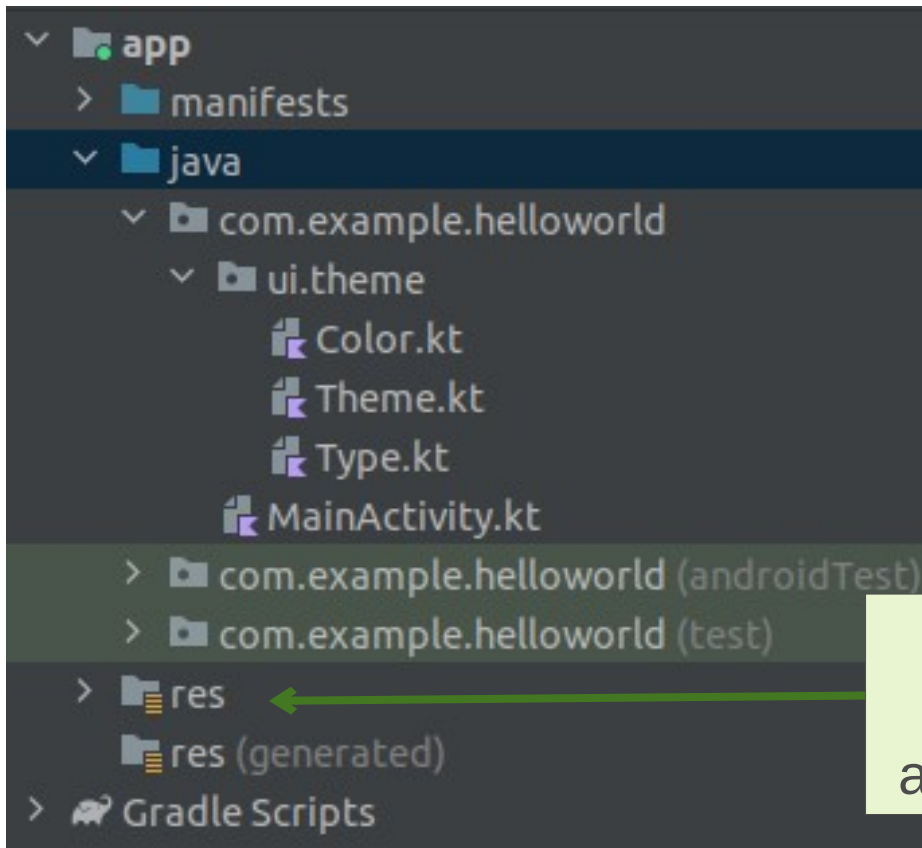 app
manifests
java
com.example.helloworld
ui.theme
Color.kt
Theme.kt
Type.kt
MainActivity.kt
com.example.helloworld (androidTest)
com.example.helloworld (test)
res
res (generated)
Gradle Scripts